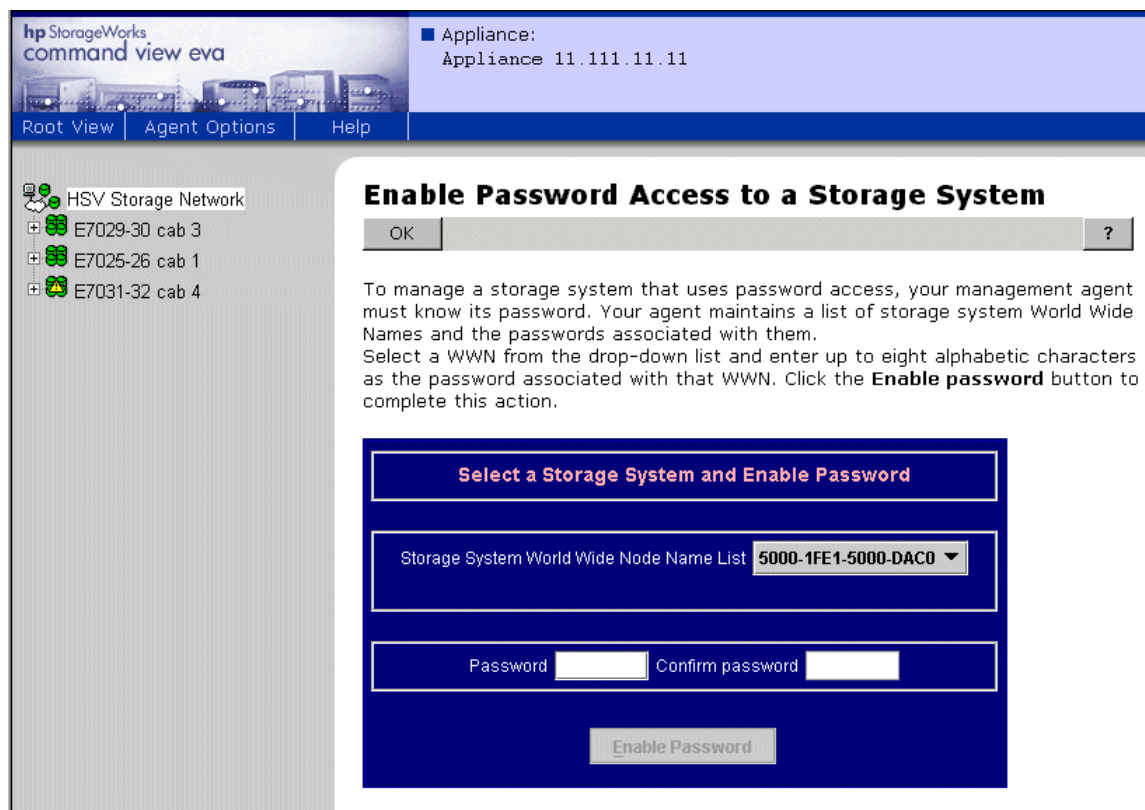 hp StorageWorks
command view eva
Appliance:
Appliance 11.111.11.11
Root View Agent Options Help
HSV Storage Network
E7029-30 cab 3
E7025-26 cab 1
E7031-32 cab 4
Enable Password Access to a Storage System
OK ?
To manage a storage system that uses password access, your management agent
must know its password. Your agent maintains a list of storage system World Wide
Names and the passwords associated with them.
Select a WWN from the drop-down list and enter up to eight alphabetic characters
as the password associated with that WWN. Click the Enable password button to
complete this action.
Select a Storage System and Enable Password
Storage System World Wide Node Name List 5000-1FE1-5000-DAC0
Password Confirm password
Enable Password